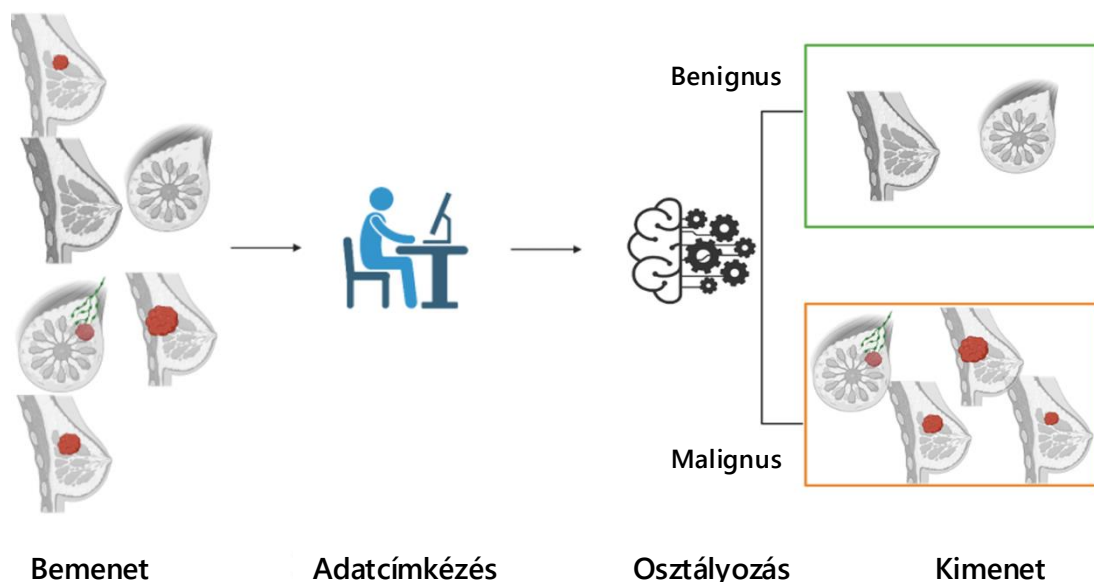 Benignus
Malignus
Bemenet
Adatcímkézés
Osztályozás
Kimenet